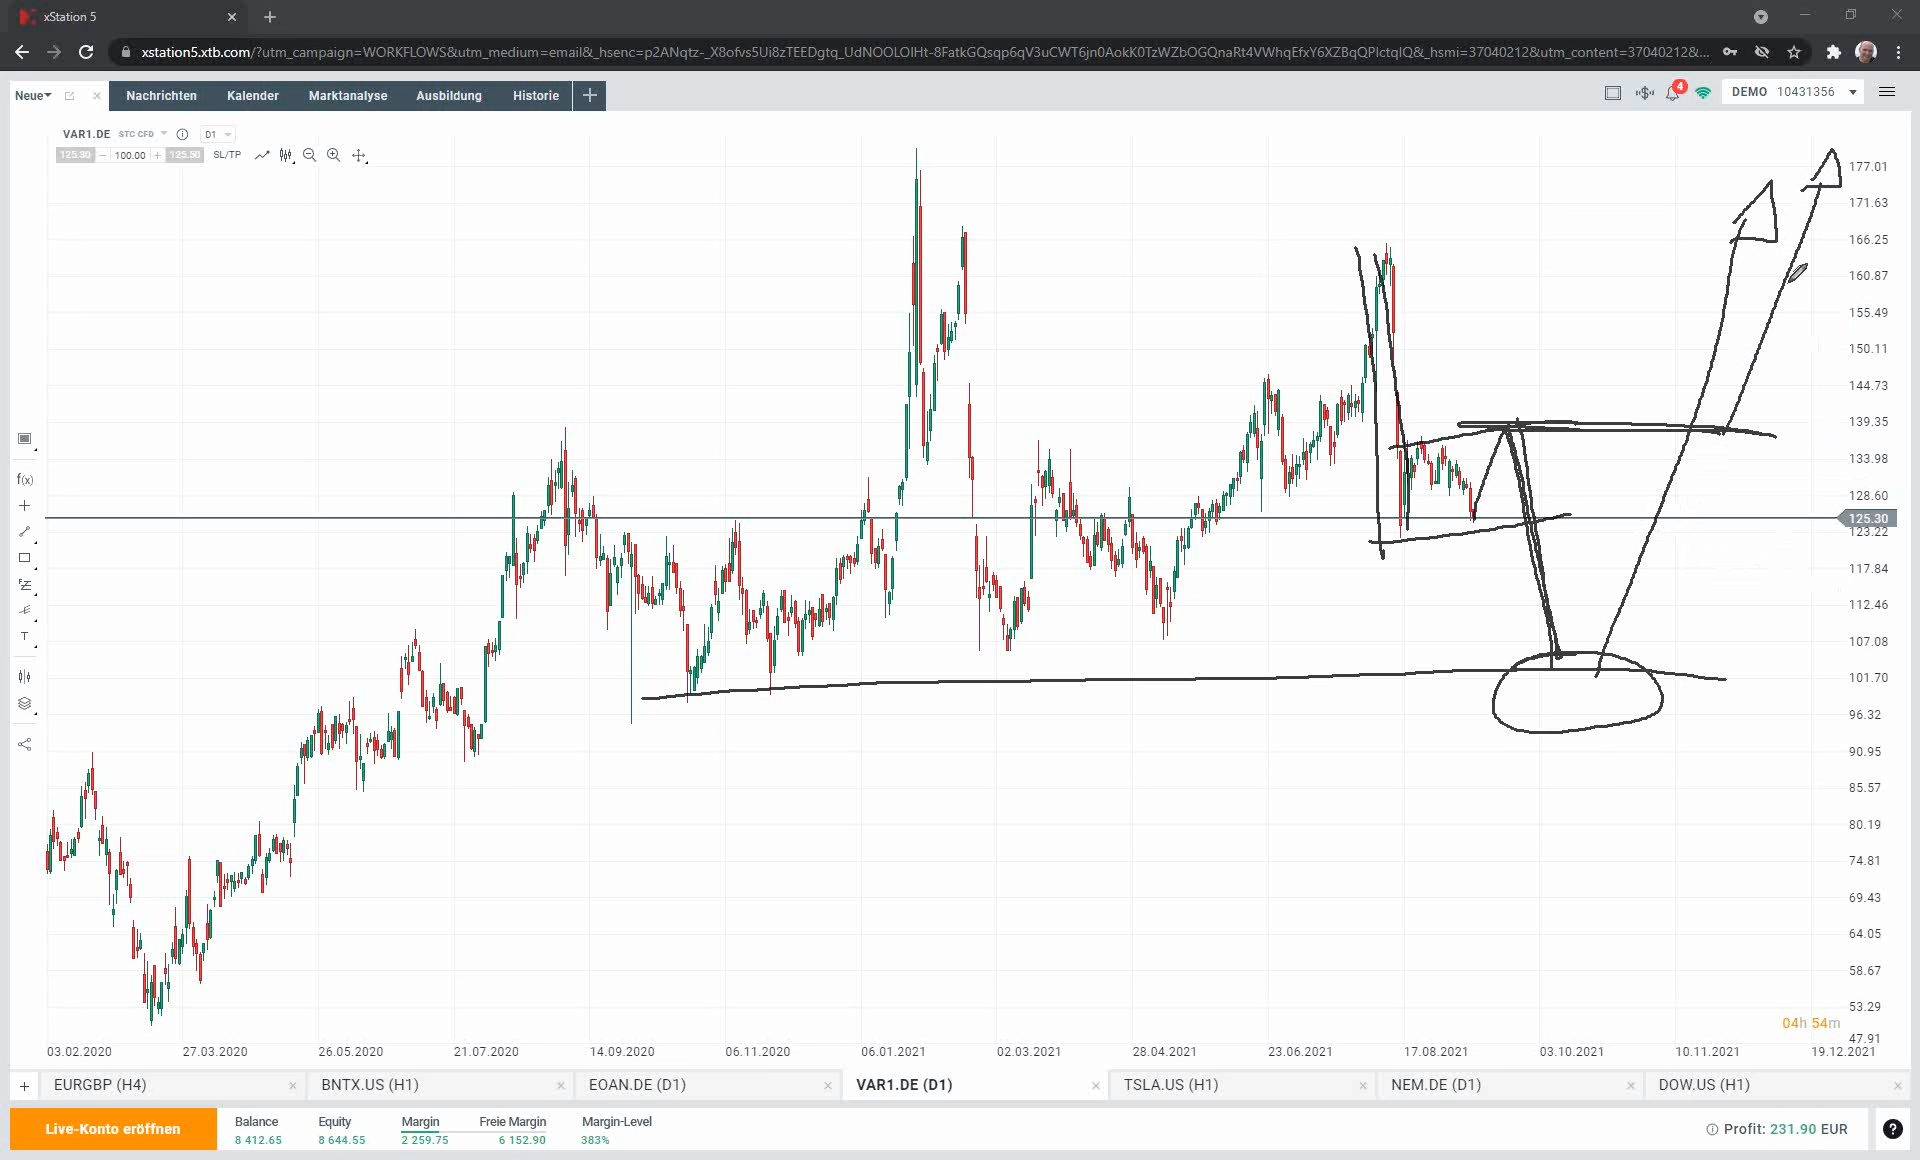 xStation 5
xstation5.xtb.com/?utm_campaign=WORKFLOWS&utm_medium=email&_hsenc=p2ANqtz-_X8ofvs5Ui8zTEEDgtq_UdNOOLOIHt-8FatkGQsqp6qV3uCWT6jn0AokK0TzWZbOGQnaRt4VWhqEfxY6XZBqQPlctqIQ&_hsmi=37040212&utm_content=37040212&...
Neue Nachrichten Kalender Marktanalyse Ausbildung Historie
4 DEMO 10431356
VAR1.DE STC CFD D1
125.30 100.00 125.50 SL/TP
177.01
171.63
166.25
160.87
155.49
150.11
144.73
139.35
133.98
128.60
125.30
123.22
117.84
112.46
107.08
101.70
96.32
90.95
85.57
80.19
74.81
69.43
64.05
58.67
53.29
47.91
f(x)
T
04h 54m
03.02.2020 27.03.2020 26.05.2020 21.07.2020 14.09.2020 06.11.2020 06.01.2021 02.03.2021 28.04.2021 23.06.2021 17.08.2021 03.10.2021 10.11.2021 19.12.2021
EURGBP (H4) BNTX.US (H1) EOAN.DE (D1) VAR1.DE (D1) TSLA.US (H1) NEM.DE (D1) DOW.US (H1)
Live-Konto eröffnen
Balance Equity Margin Freie Margin Margin-Level
8 412.65 8 644.55 2 259.75 6 152.90 383%
Profit: 231.90 EUR